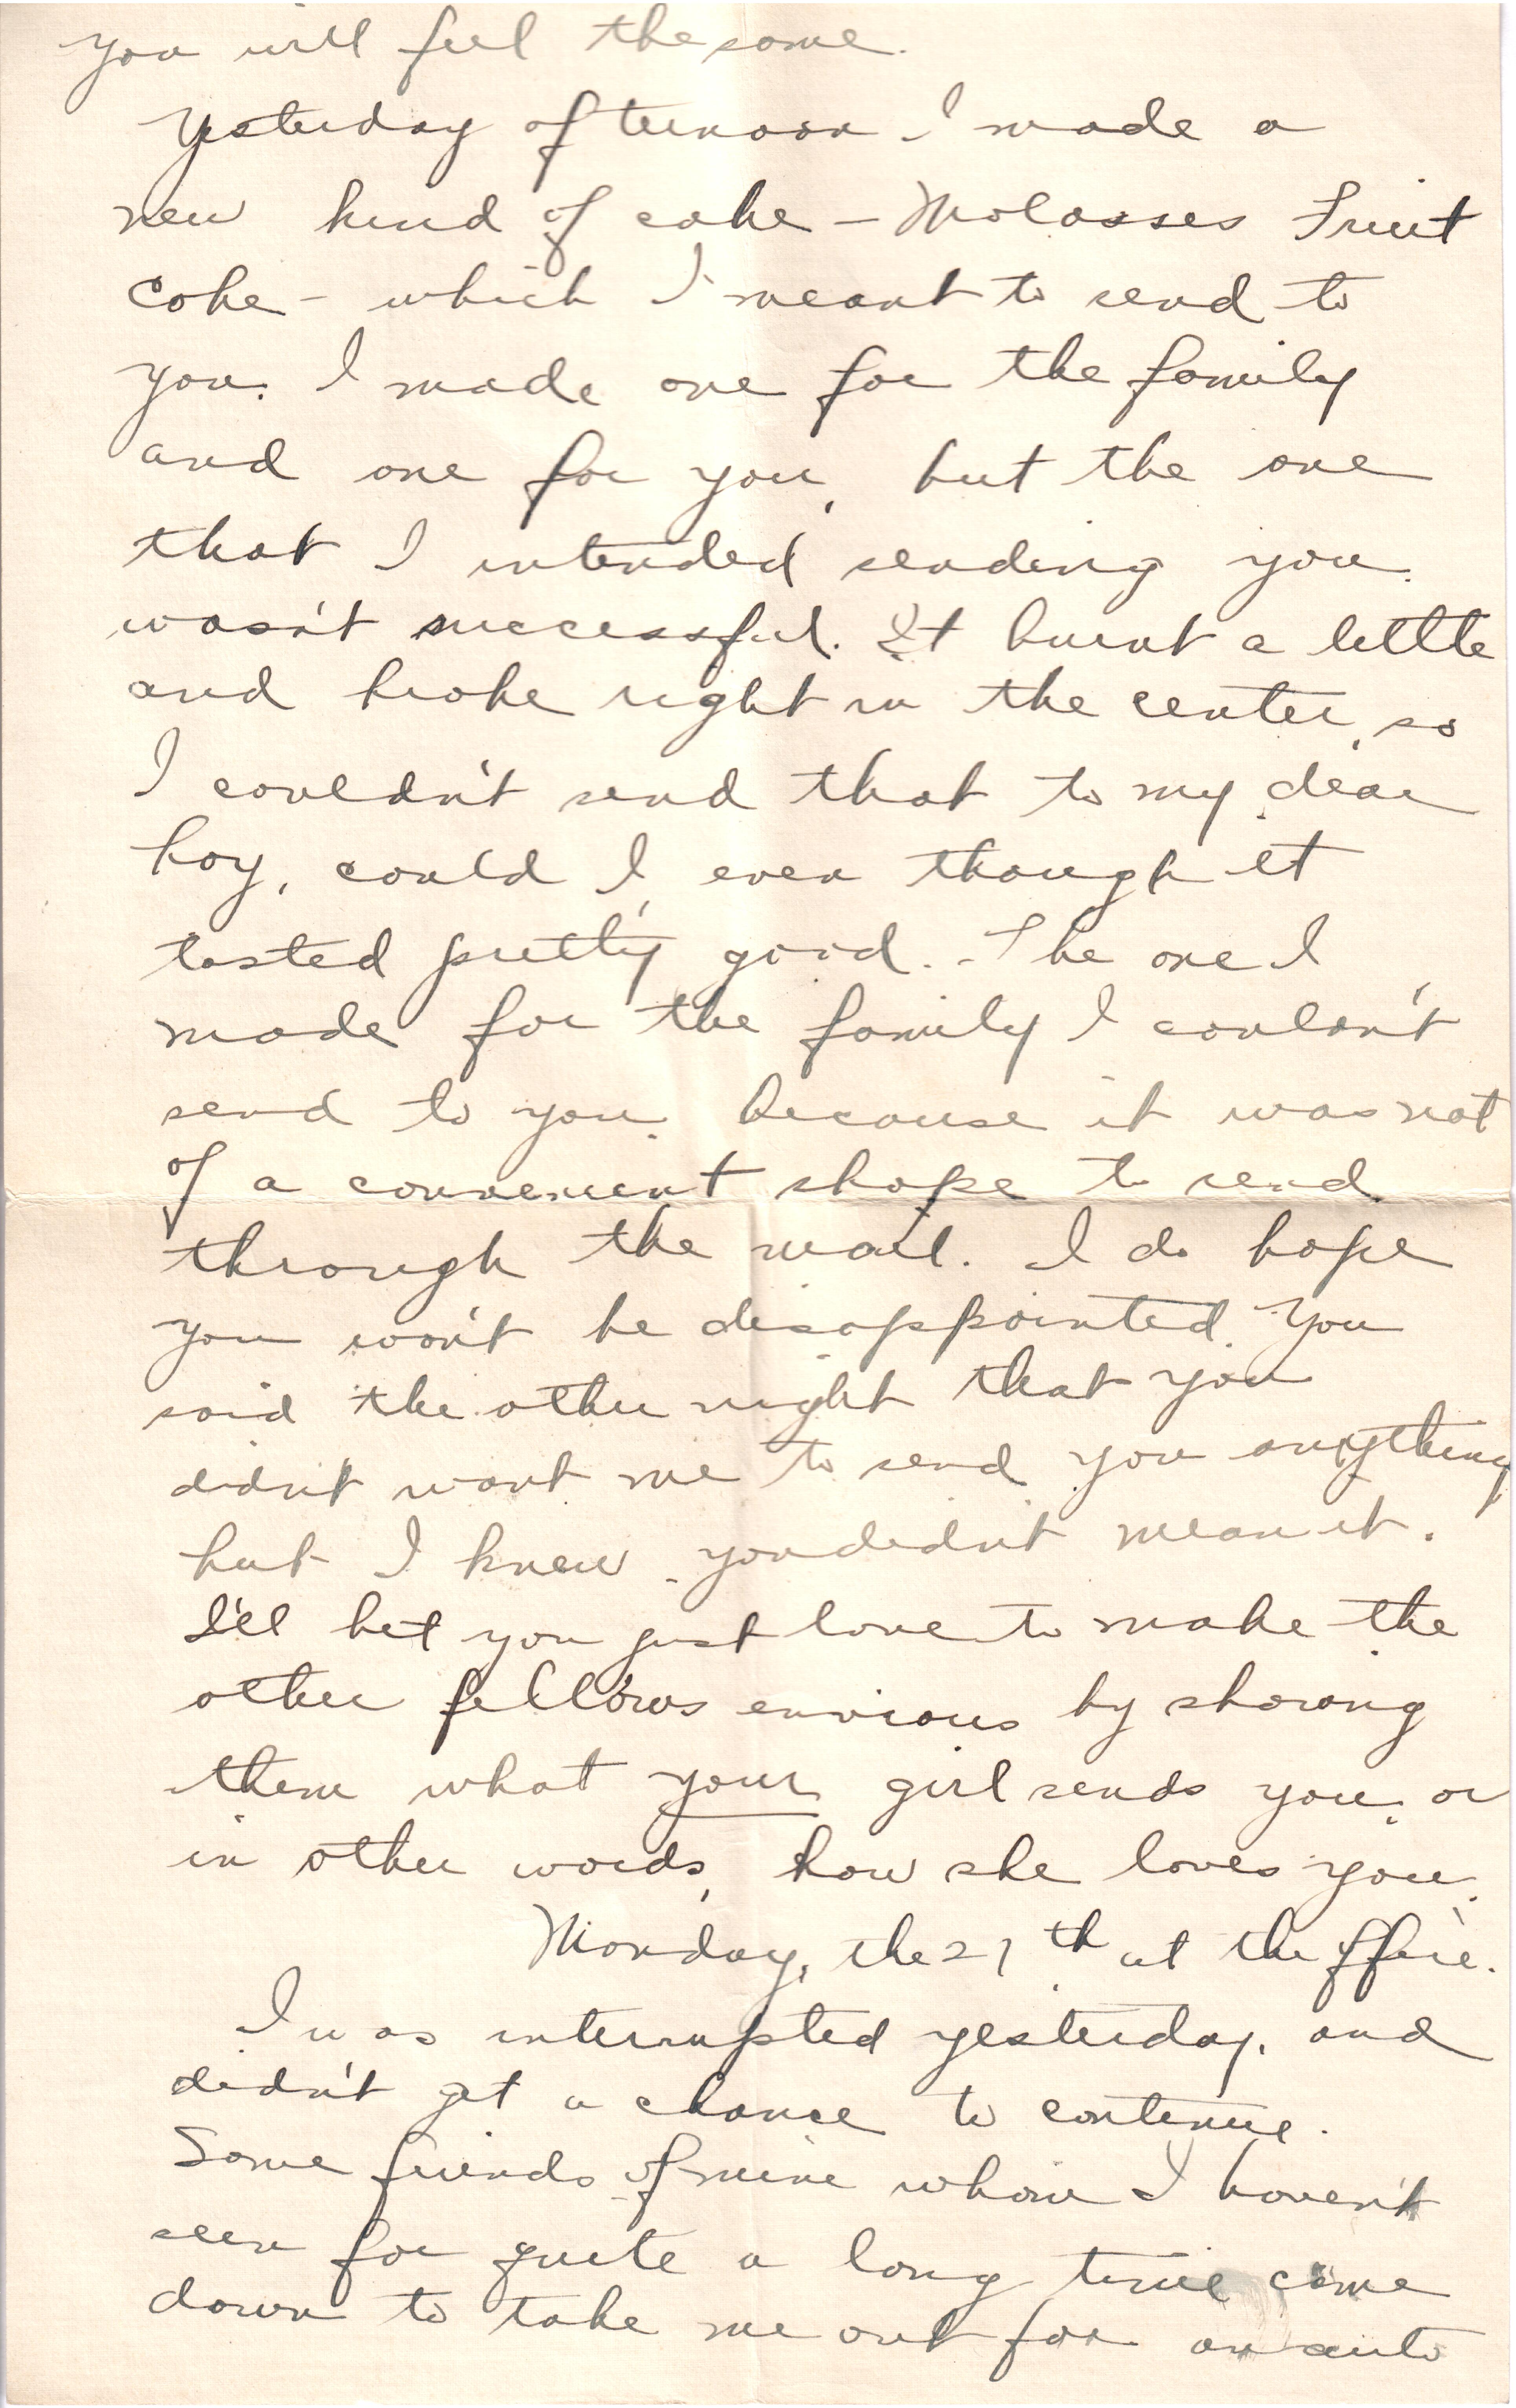 you will feel the same.
Yesterday afternoon I made a
new kind of cake - Molasses Fruit
Cake - which I meant to send to
you. I made one for the family
and one for you, but the one
that I intended sending you
wasn't successful. It burnt a little
and broke right in the center, so
I couldn't send that to my dear
boy, could I, even though it
tasted pretty good. - The one I
made for the family I couldn't
send to you because it was not
of a convenient shape to send
through the mail. I do hope
you won't be disappointed. You
said the other night that you
didn't want me to send you anything
but I knew you didn't mean it.
I'll bet you just love to make the
other fellows envious by showing
them what your girl sends you, or
in other words, how she loves you.
Monday, the 21th at the office.
I was interrupted yesterday, and
didn't get a chance to continue.
Some friends of mine whom I haven't
seen for quite a long time came
down to take me out for an auto